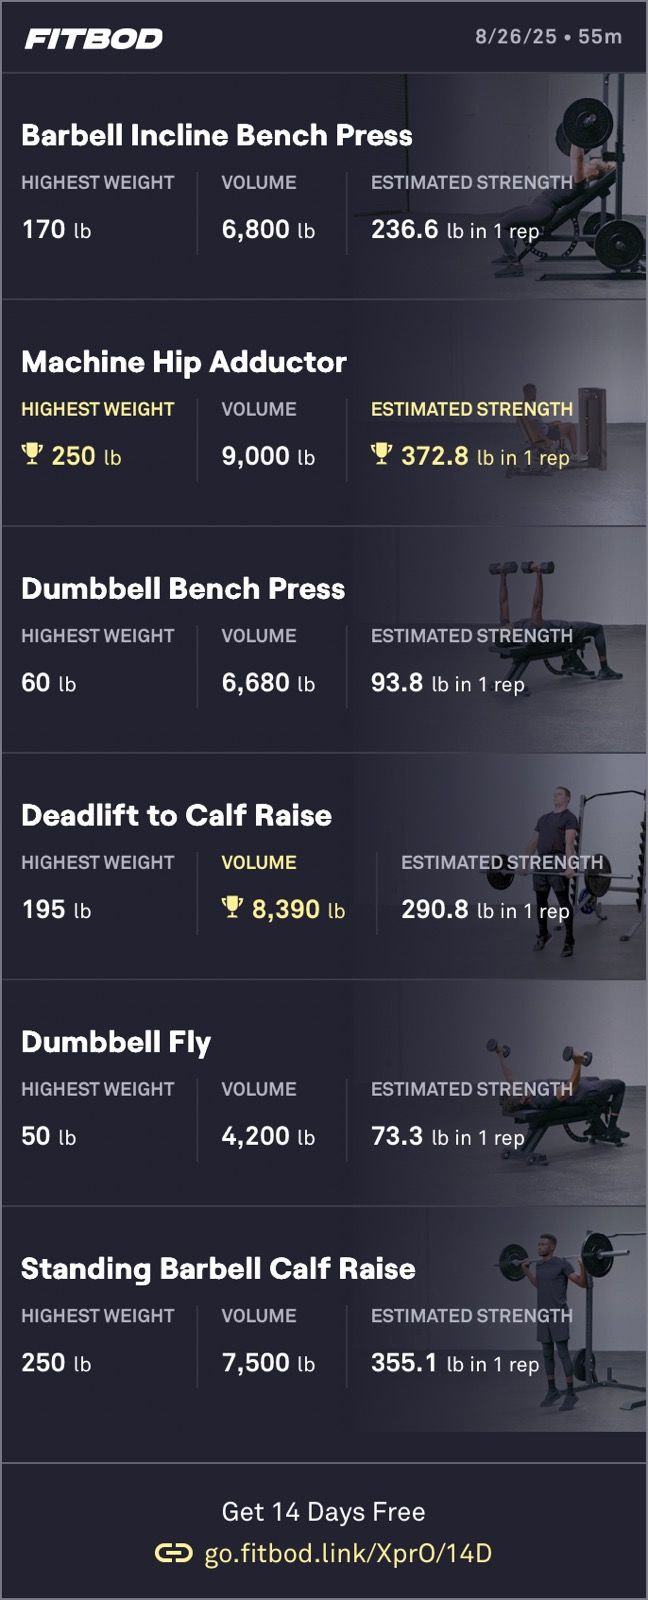 FITBOD 8/26/25 • 55m
Barbell Incline Bench Press
HIGHEST WEIGHT VOLUME ESTIMATED STRENGTH
170 lb 6,800 lb 236.6 lb in 1 rep
Machine Hip Adductor
HIGHEST WEIGHT VOLUME ESTIMATED STRENGTH
250 lb 9,000 lb 372.8 lb in 1 rep
Dumbbell Bench Press
HIGHEST WEIGHT VOLUME ESTIMATED STRENGTH
60 lb 6,680 lb 93.8 lb in 1 rep
Deadlift to Calf Raise
HIGHEST WEIGHT VOLUME ESTIMATED STRENGTH
195 lb 8,390 lb 290.8 lb in 1 rep
Dumbbell Fly
HIGHEST WEIGHT VOLUME ESTIMATED STRENGTH
50 lb 4,200 lb 73.3 lb in 1 rep
Standing Barbell Calf Raise
HIGHEST WEIGHT VOLUME ESTIMATED STRENGTH
250 lb 7,500 lb 355.1 lb in 1 rep
Get 14 Days Free
go.fitbod.link/XprO/14D